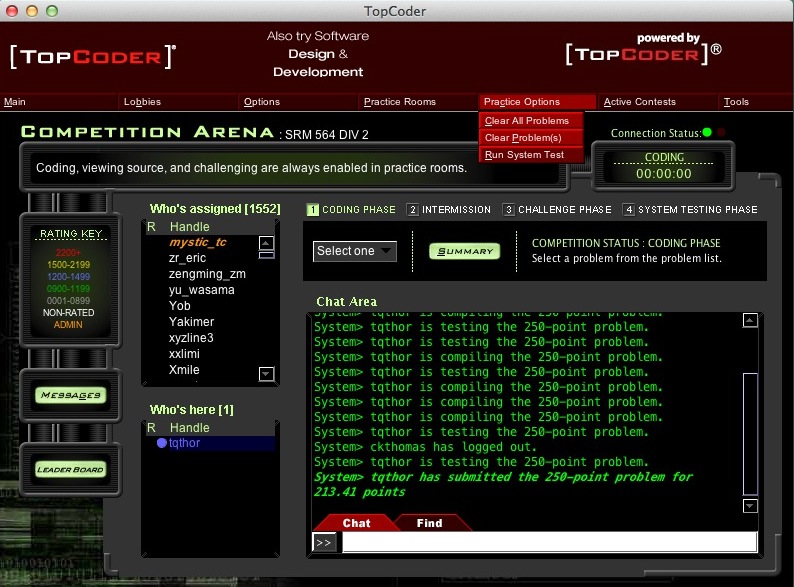 TopCoder
[TOPCODER]®
Also try Software
Design &
Development
powered by
[TOPCODER]®
Main
Lobbies
Options
Practice Rooms
Practice Options
Active Contests
Tools
Clear All Problems
Clear Problem(s)
Run System Test
COMPETITION ARENA : SRM 564 DIV 2
Connection Status:
Coding, viewing source, and challenging are always enabled in practice rooms.
CODING
00:00:00
RATING KEY
2200+
1500-2199
1200-1499
0900-1199
0001-0899
NON-RATED
ADMIN
MESSAGES
LEADER BOARD
Who's assigned [1552]
R Handle
mystic_tc
zr_eric
zengming_zm
yu_wasama
Yob
Yakimer
xyzline3
xxlimi
Xmile
Who's here [1]
R Handle
tqthor
1 CODING PHASE
2 INTERMISSION
3 CHALLENGE PHASE
4 SYSTEM TESTING PHASE
Select one
SUMMARY
COMPETITION STATUS : CODING PHASE
Select a problem from the problem list.
Chat Area
System> tqthor is compiling the 250-point problem.
System> tqthor is testing the 250-point problem.
System> tqthor is compiling the 250-point problem.
System> tqthor is compiling the 250-point problem.
System> tqthor is testing the 250-point problem.
System> tqthor is compiling the 250-point problem.
System> tqthor is compiling the 250-point problem.
System> tqthor is compiling the 250-point problem.
System> tqthor is testing the 250-point problem.
System> ckthomas has logged out.
System> tqthor is testing the 250-point problem.
System> tqthor has submitted the 250-point problem for
213.41 points
Chat
Find
>>